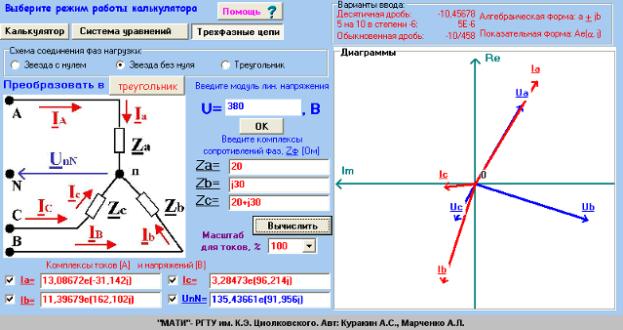 Выберите режим работы калькулятора
Помощь ?
Калькулятор
Система уравнений
Трехфазные цепи
Схема соединения фаз нагрузки:
Звезда с нулем
Звезда без нуля
Треугольник
Преобразовать в
треугольник
Введите модуль лин. напряжения
U= 380 , В
OK
Введите комплексы
сопротивлений фаз, Zф [Ом]
Za= 20
Zb= j30
Zc= 20+j30
Вычислить
Масштаб
для токов, %
100
A
IA
Ia
Za
UnN
N
n
Ic
IC
C
Zc
Zb
IB
Ib
B
Комплексы токов [А] и напряжений [В]
Ia= 13,08672e(-31,142j)
Ic= 3,28473e(96,214j)
Ib= 11,39679e(162,102j)
UnN= 135,43661e(91,956j)
Варианты ввода:
Десятичная дробь: -10,45678
5 на 10 в степени -6: 5E-6
Обыкновенной дробь: -10/458
Алгебраическая форма: a ± jb
Показательная форма: Ae(α j)
Диаграммы
Re
Ia
Ua
Im
Ic
0
Uc
Ub
Ib
"МАТИ"- РГТУ им. К.Э. Циолковского. Авт: Куракин А.С., Марченко А.Л.